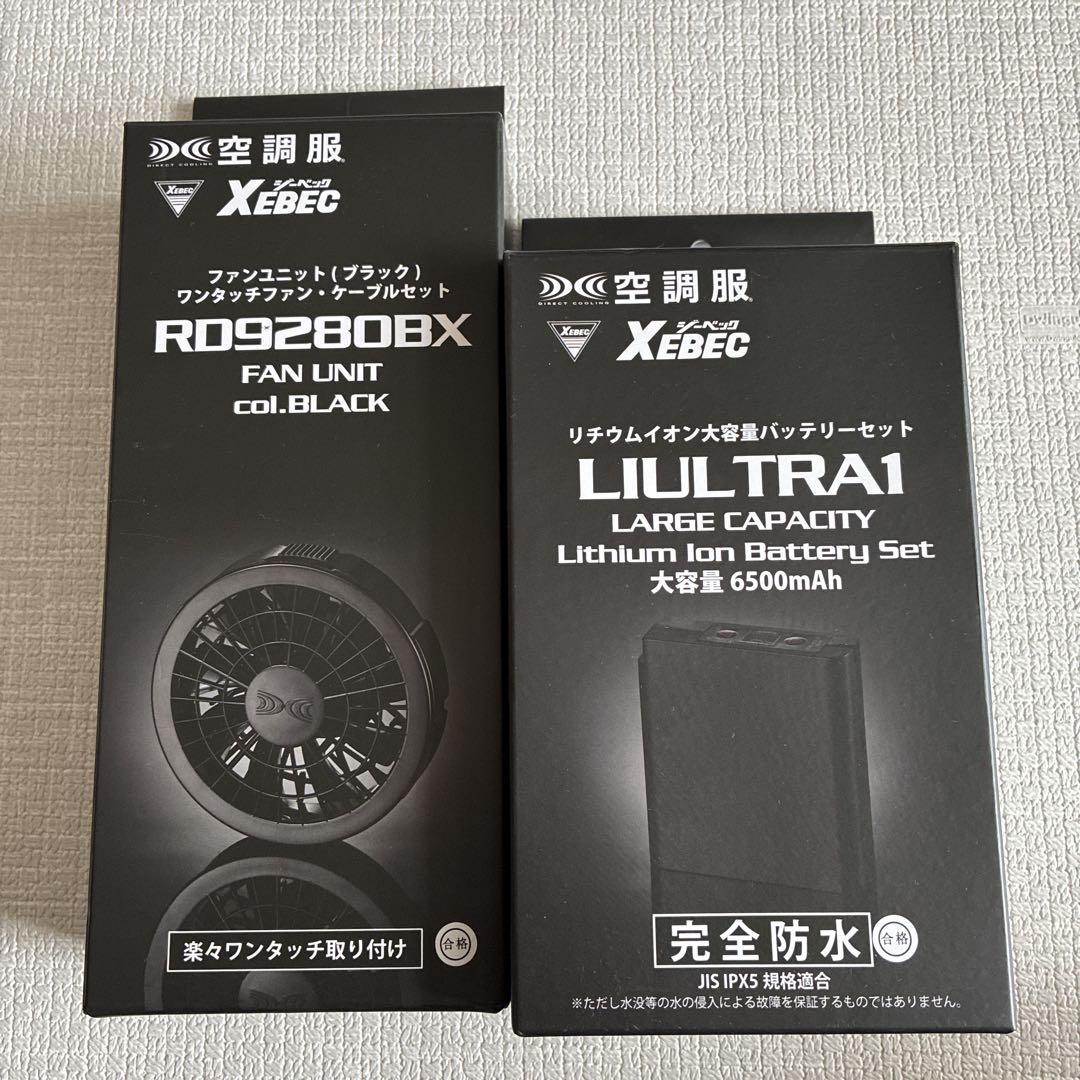 空調服®
DIRECT COOLING
XEBEC
ジーベック
XEBEC
ファンユニット(ブラック)
ワンタッチファン・ケーブルセット
RD9280BX
FAN UNIT
col.BLACK
楽々ワンタッチ取り付け
合格
空調服®
DIRECT COOLING
XEBEC
ジーベック
XEBEC
リチウムイオン大容量バッテリーセット
LIULTRA1
LARGE CAPACITY
Lithium Ion Battery Set
大容量 6500mAh
完全防水
合格
JIS IPX5 規格適合
※ただし水没等の水の侵入による故障を保証するものではありません。